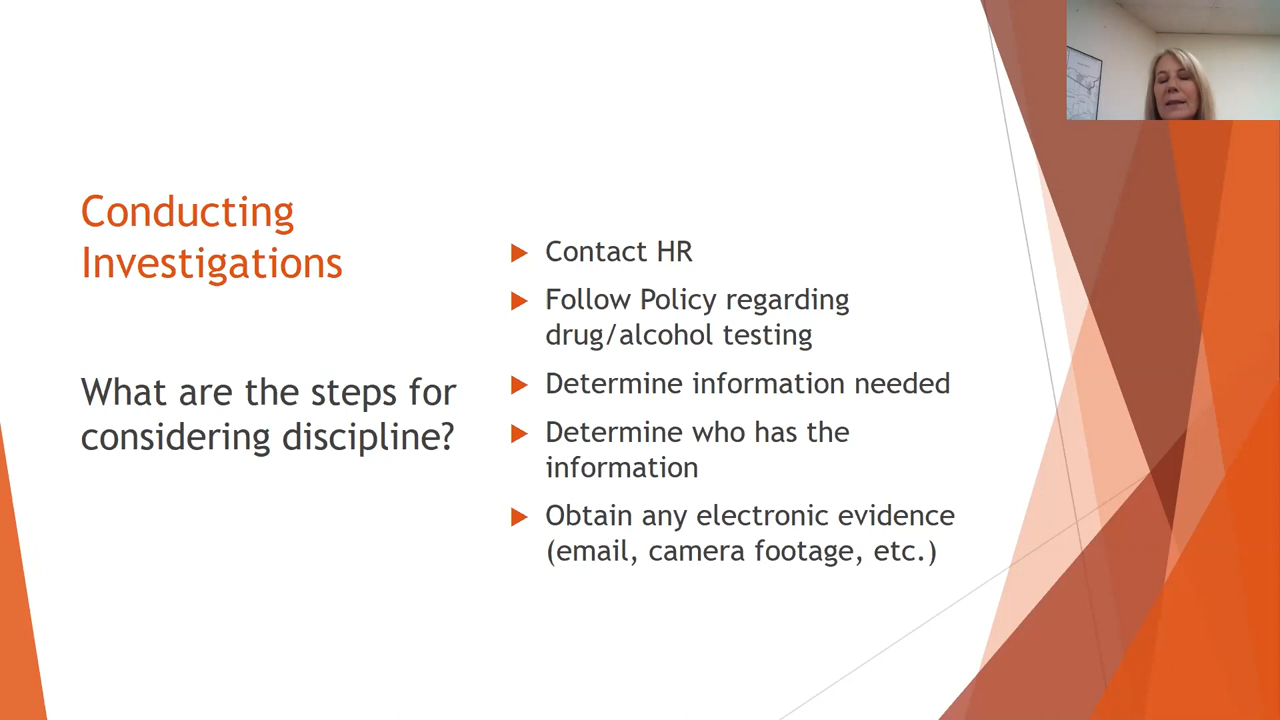 Conducting
Investigations
What are the steps for
considering discipline?
Contact HR
Follow Policy regarding
drug/alcohol testing
Determine information needed
Determine who has the
information
Obtain any electronic evidence
(email, camera footage, etc.)